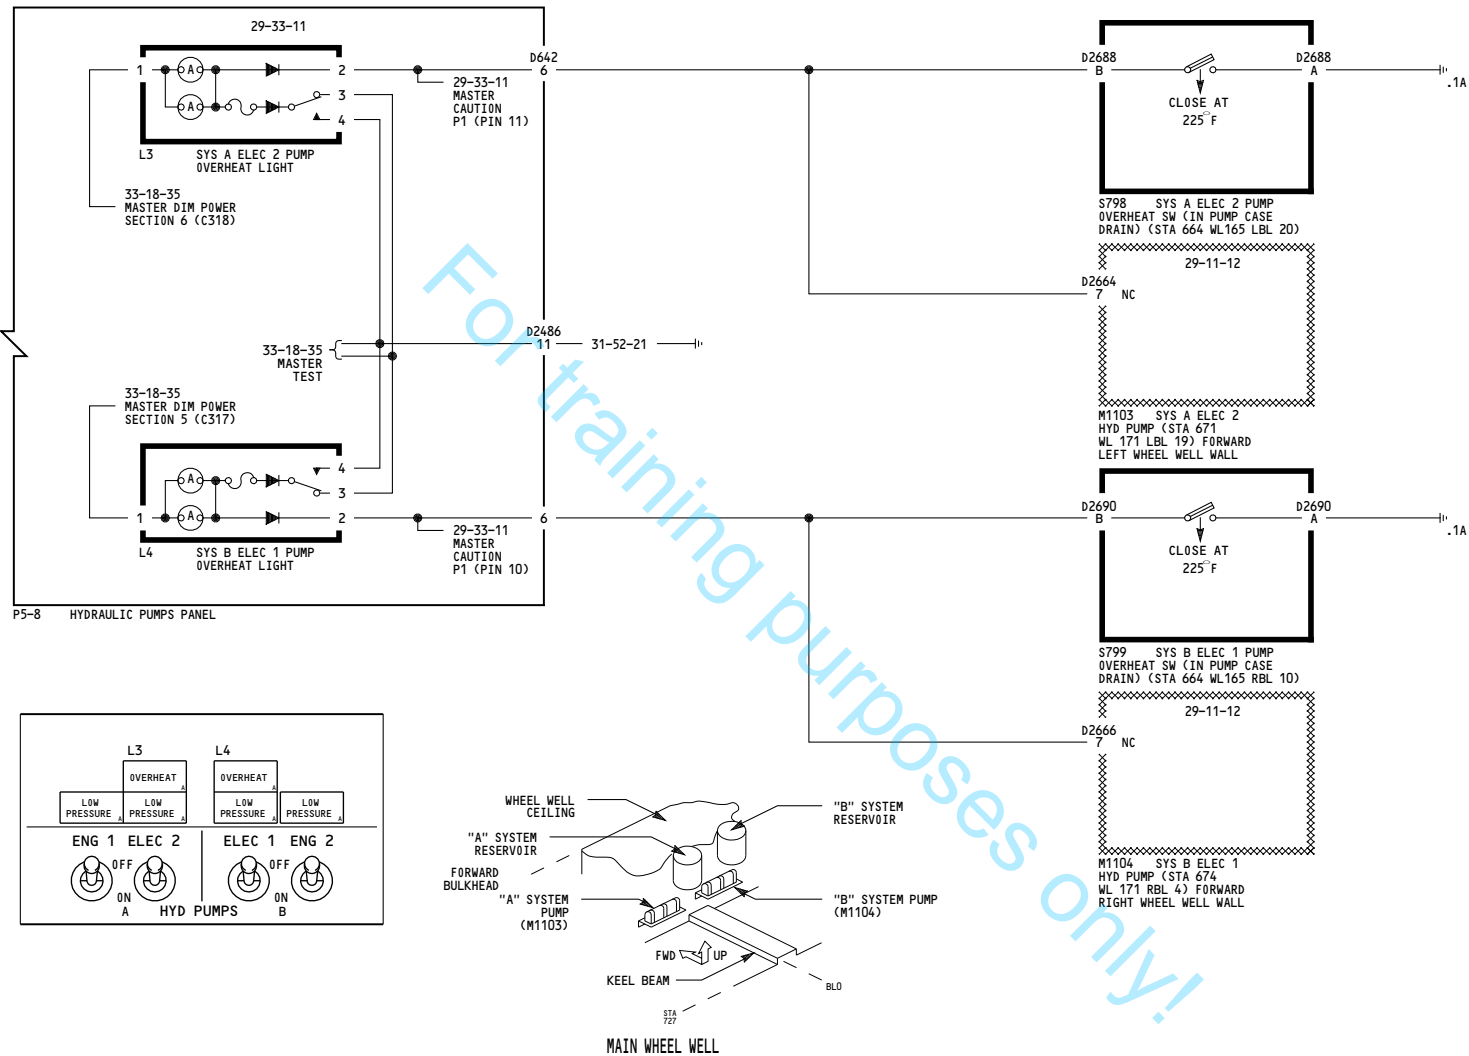 29-33-11
1
A
A
2
3
4
L3
SYS A ELEC 2 PUMP
OVERHEAT LIGHT
33-18-35
MASTER DIM POWER
SECTION 6 (C318)
29-33-11
MASTER
CAUTION
P1 (PIN 11)
D642
6
D2688
B
D2688
A
.1A
CLOSE AT
225°F
S798 SYS A ELEC 2 PUMP
OVERHEAT SW (IN PUMP CASE
DRAIN) (STA 664 WL165 LBL 20)
29-11-12
D2664
7 NC
M1103 SYS A ELEC 2
HYD PUMP (STA 671
WL 171 LBL 19) FORWARD
LEFT WHEEL WELL WALL
33-18-35
MASTER
TEST
D2486
11
31-52-21
33-18-35
MASTER DIM POWER
SECTION 5 (C317)
1
A
A
4
3
2
L4
SYS B ELEC 1 PUMP
OVERHEAT LIGHT
29-33-11
MASTER
CAUTION
P1 (PIN 10)
6
P5-8 HYDRAULIC PUMPS PANEL
D2690
B
D2690
A
.1A
CLOSE AT
225°F
S799 SYS B ELEC 1 PUMP
OVERHEAT SW (IN PUMP CASE
DRAIN) (STA 664 WL165 RBL 10)
29-11-12
D2666
7 NC
M1104 SYS B ELEC 1
HYD PUMP (STA 674
WL 171 RBL 4) FORWARD
RIGHT WHEEL WELL WALL
L3
L4
OVERHEAT
A
OVERHEAT
A
LOW
PRESSURE A
LOW
PRESSURE A
LOW
PRESSURE A
LOW
PRESSURE A
ENG 1 ELEC 2 ELEC 1 ENG 2
OFF OFF
ON ON
A HYD PUMPS B
WHEEL WELL
CEILING
"A" SYSTEM
RESERVOIR
FORWARD
BULKHEAD
"A" SYSTEM
PUMP
(M1103)
"B" SYSTEM
RESERVOIR
"B" SYSTEM PUMP
(M1104)
FWD
UP
KEEL BEAM
BL0
STA
727
MAIN WHEEL WELL
For training purposes only!